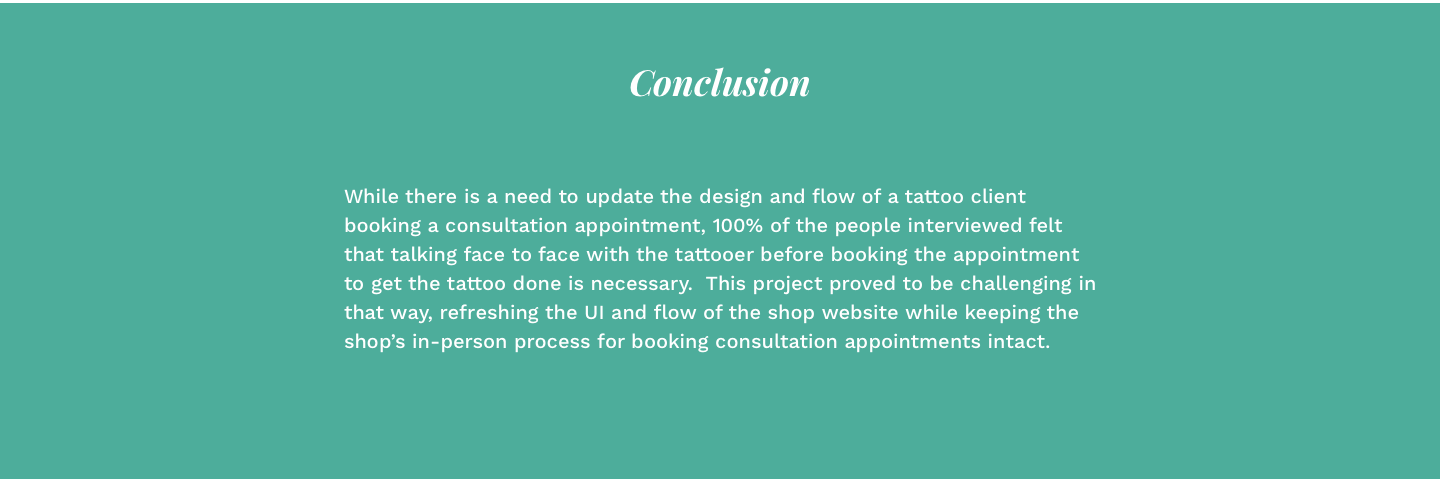 Conclusion
While there is a need to update the design and flow of a tattoo client
booking a consultation appointment, 100% of the people interviewed felt
that talking face to face with the tattooer before booking the appointment
to get the tattoo done is necessary.  This project proved to be challenging in
that way, refreshing the UI and flow of the shop website while keeping the
shop’s in-person process for booking consultation appointments intact.